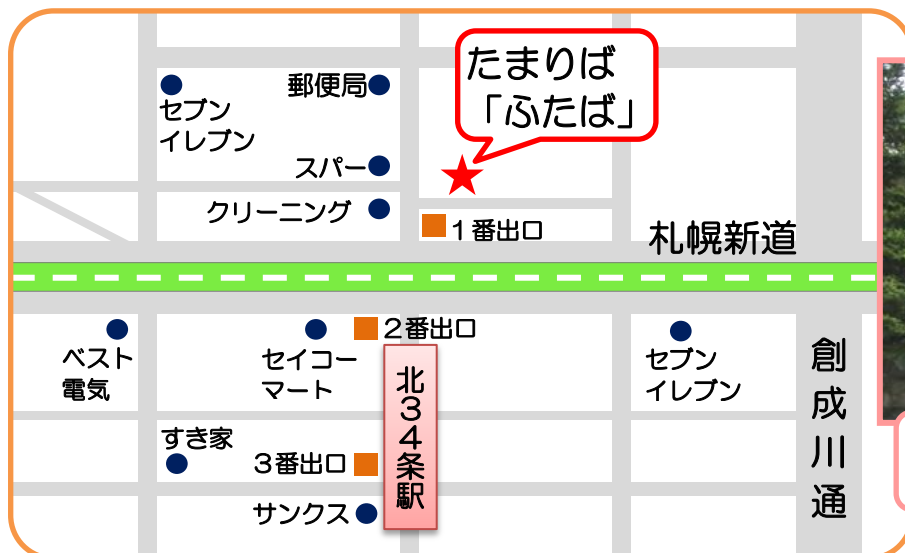 たまりば
「ふたば」
郵便局
セブン
イレブン
スパー
クリーニング
1番出口
札幌新道
2番出口
ベスト
電気
セイコー
マート
セブン
イレブン
創成川通
北34条駅
すき家
3番出口
サンクス